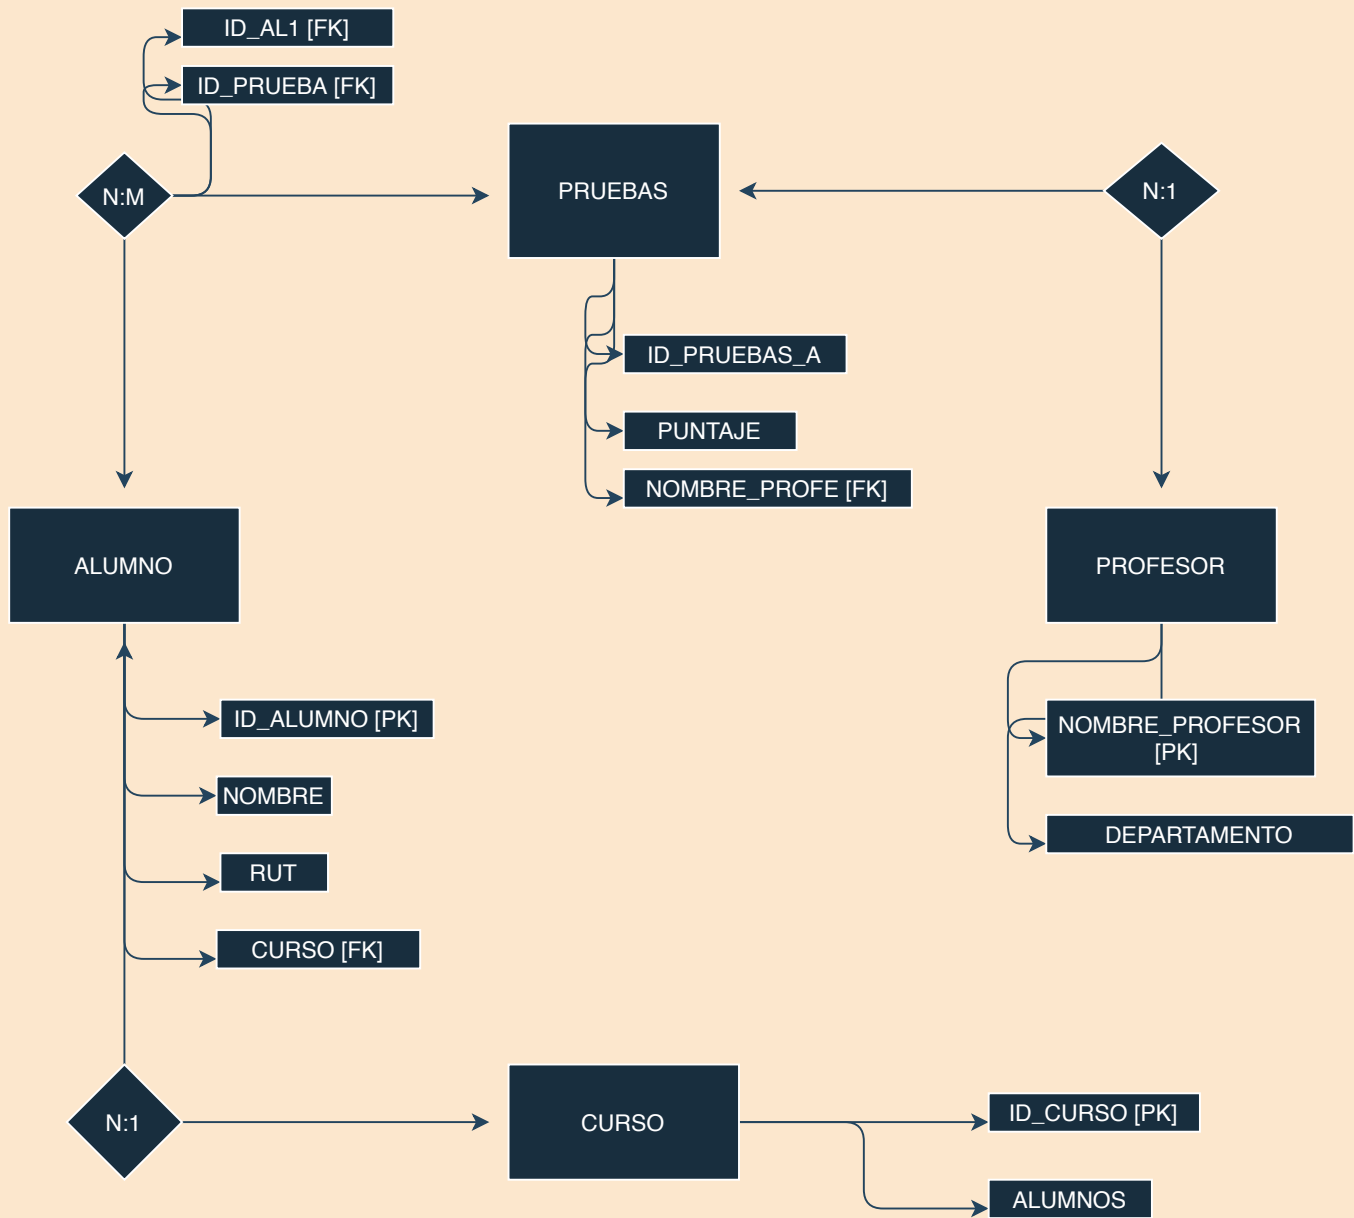 ID_AL1 [FK]
ID_PRUEBA [FK]
N:M
PRUEBAS
N:1
ID_PRUEBAS_A
PUNTAJE
NOMBRE_PROFE [FK]
ALUMNO
PROFESOR
ID_ALUMNO [PK]
NOMBRE_PROFESOR
[PK]
NOMBRE
DEPARTAMENTO
RUT
CURSO [FK]
N:1
CURSO
ID_CURSO [PK]
ALUMNOS